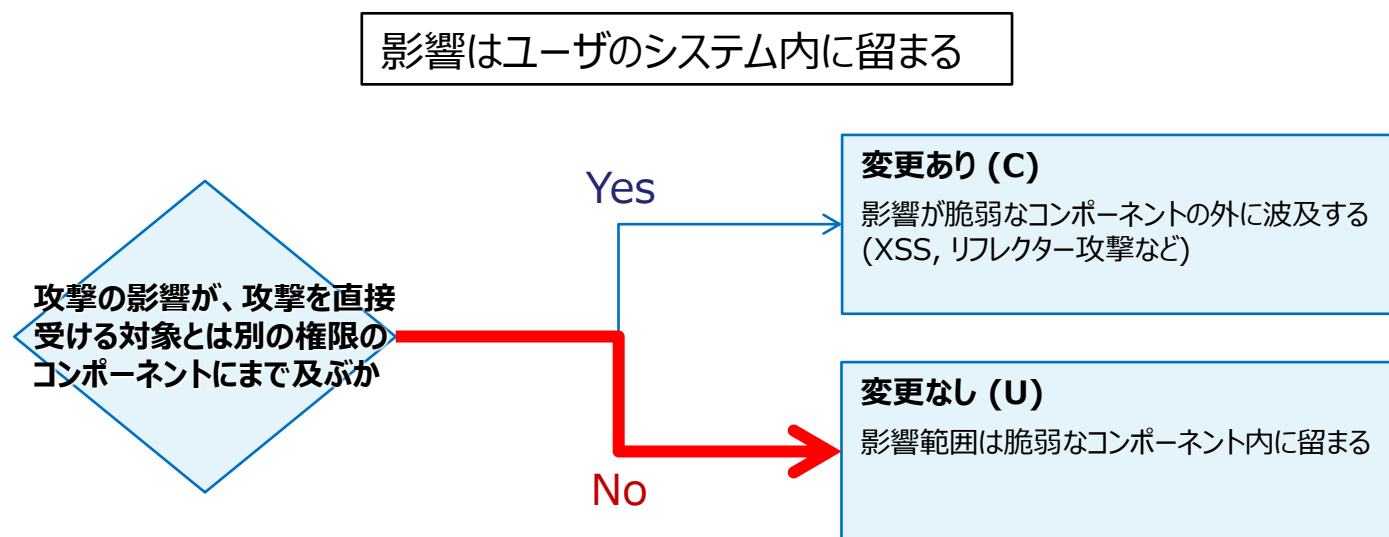 影響はユーザのシステム内に留まる
Yes
変更あり (C)
影響が脆弱なコンポーネントの外に波及する
(XSS, リフレクター攻撃など)
攻撃の影響が、攻撃を直接
受ける対象とは別の権限の
コンポーネントにまで及ぶか
変更なし (U)
影響範囲は脆弱なコンポーネント内に留まる
No